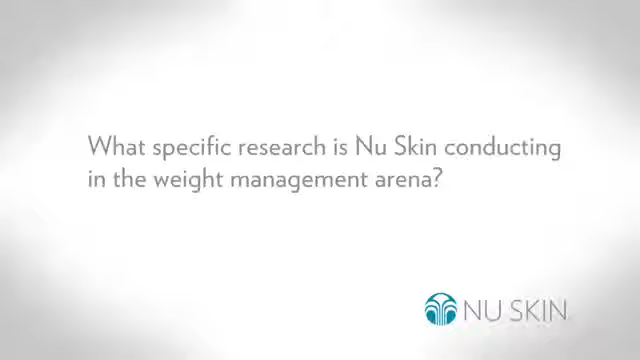 What specific research is Nu Skin conducting
in the weight management arena?
NU SKIN